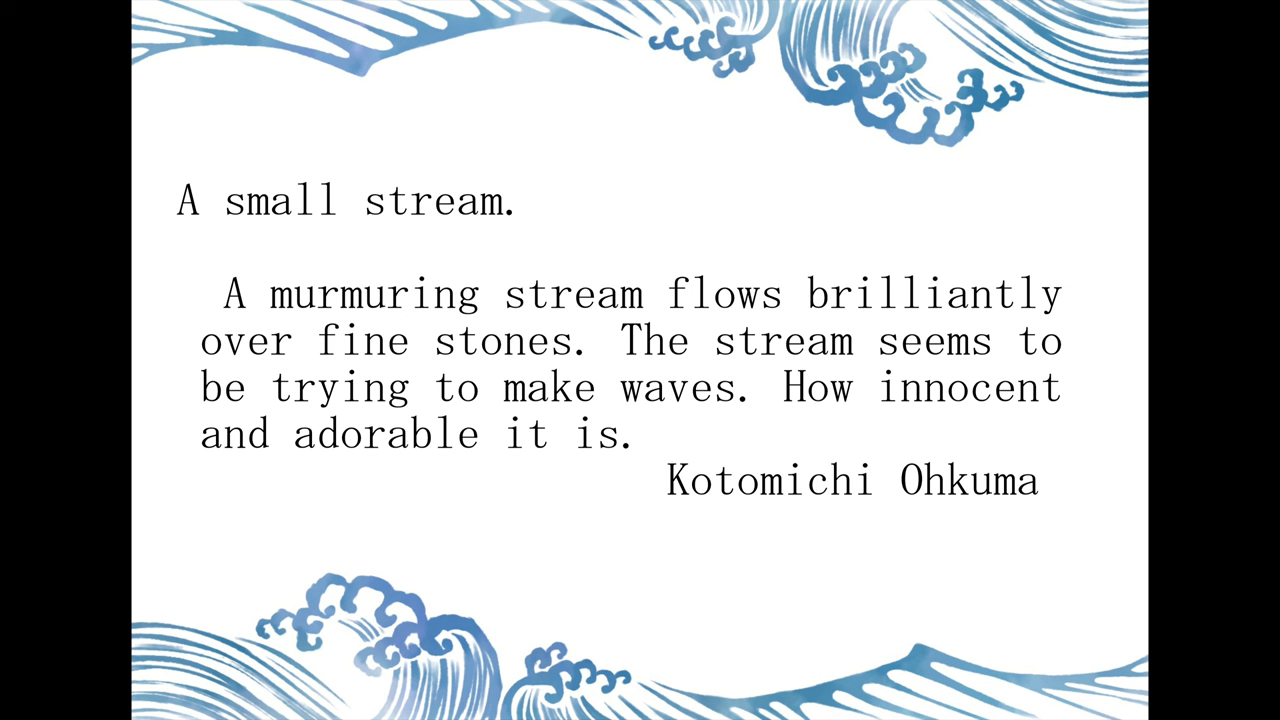 A small stream.
A murmuring stream flows brilliantly
over fine stones. The stream seems to
be trying to make waves. How innocent
and adorable it is.
Kotomichi Ohkuma